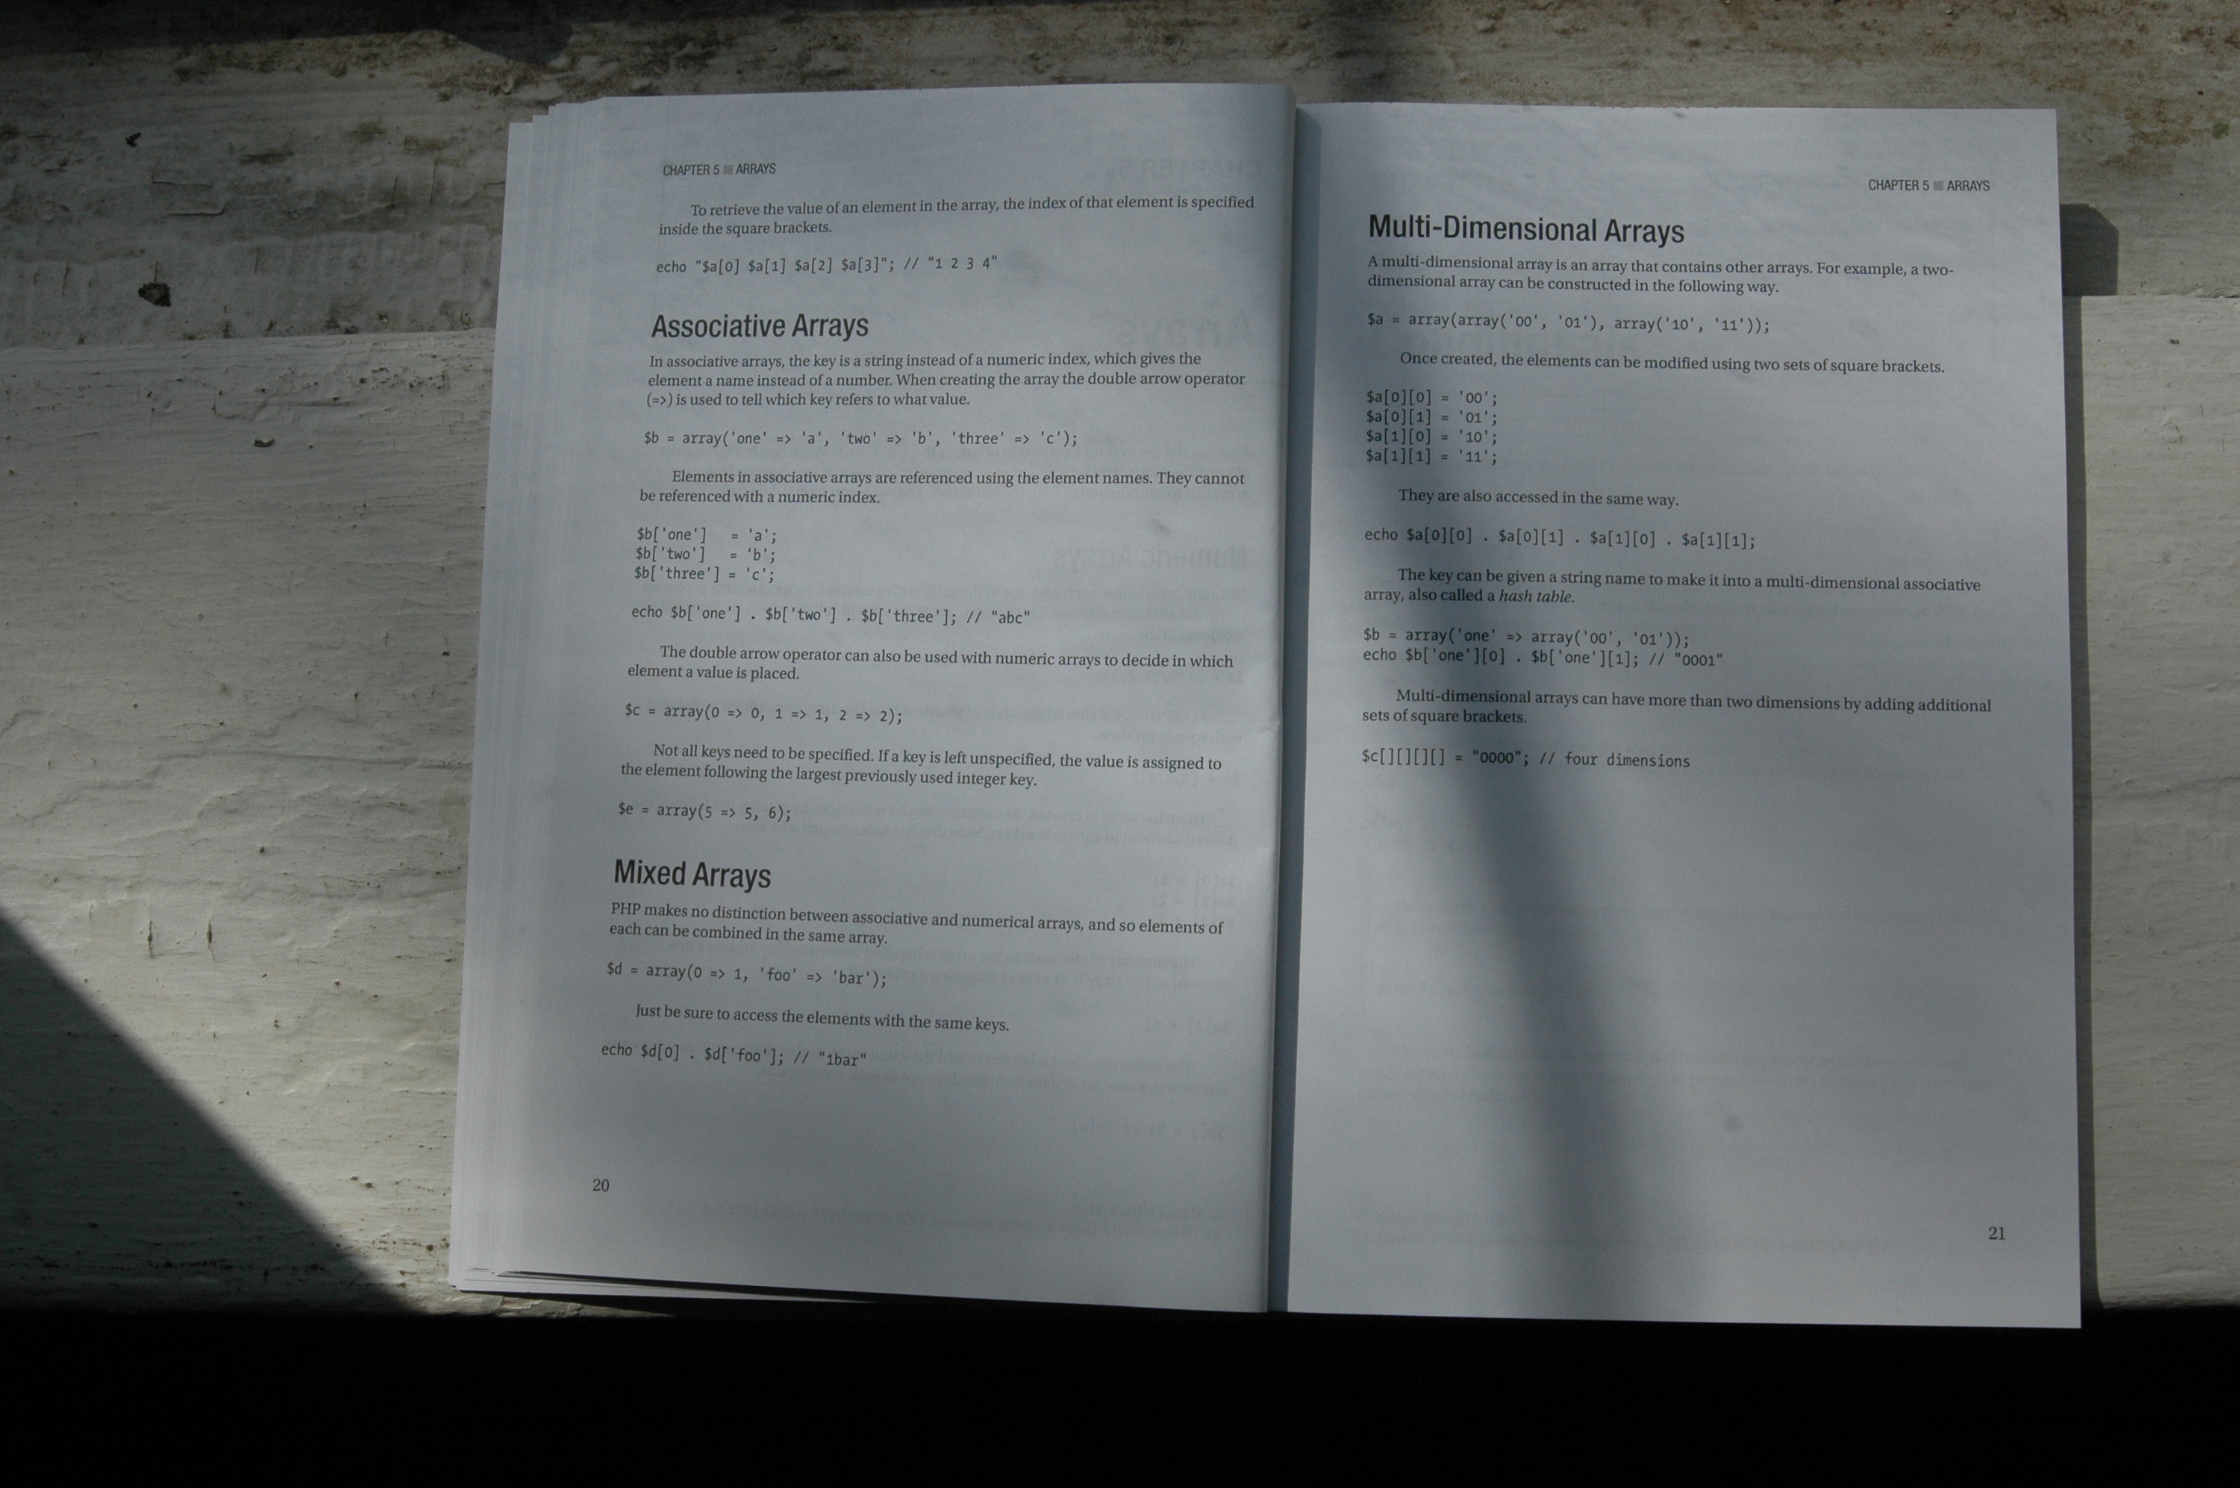 CHAPTER 5 ■ ARRAYS
To retrieve the value of an element in the array, the index of that element is specified
inside the square brackets.
echo "$a[0] $a[1] $a[2] $a[3]"; // "1 2 3 4"
Associative Arrays
In associative arrays, the key is a string instead of a numeric index, which gives the
element a name instead of a number. When creating the array the double arrow operator
(=>) is used to tell which key refers to what value.
$b = array('one' => 'a', 'two' => 'b', 'three' => 'c');
Elements in associative arrays are referenced using the element names. They cannot
be referenced with a numeric index.
$b['one']   = 'a';
$b['two']   = 'b';
$b['three'] = 'c';
echo $b['one'] . $b['two'] . $b['three']; // "abc"
The double arrow operator can also be used with numeric arrays to decide in which
element a value is placed.
$c = array(0 => 0, 1 => 1, 2 => 2);
Not all keys need to be specified. If a key is left unspecified, the value is assigned to
the element following the largest previously used integer key.
$e = array(5 => 5, 6);
Mixed Arrays
PHP makes no distinction between associative and numerical arrays, and so elements of
each can be combined in the same array.
$d = array(0 => 1, 'foo' => 'bar');
Just be sure to access the elements with the same keys.
echo $d[0] . $d['foo']; // "1bar"
20
CHAPTER 5 ■ ARRAYS
Multi-Dimensional Arrays
A multi-dimensional array is an array that contains other arrays. For example, a two-
dimensional array can be constructed in the following way.
$a = array(array('00', '01'), array('10', '11'));
Once created, the elements can be modified using two sets of square brackets.
$a[0][0] = '00';
$a[0][1] = '01';
$a[1][0] = '10';
$a[1][1] = '11';
They are also accessed in the same way.
echo $a[0][0] . $a[0][1] . $a[1][0] . $a[1][1];
The key can be given a string name to make it into a multi-dimensional associative
array, also called a hash table.
$b = array('one' => array('00', '01'));
echo $b['one'][0] . $b['one'][1]; // "0001"
Multi-dimensional arrays can have more than two dimensions by adding additional
sets of square brackets.
$c[][][][] = "0000"; // four dimensions
21